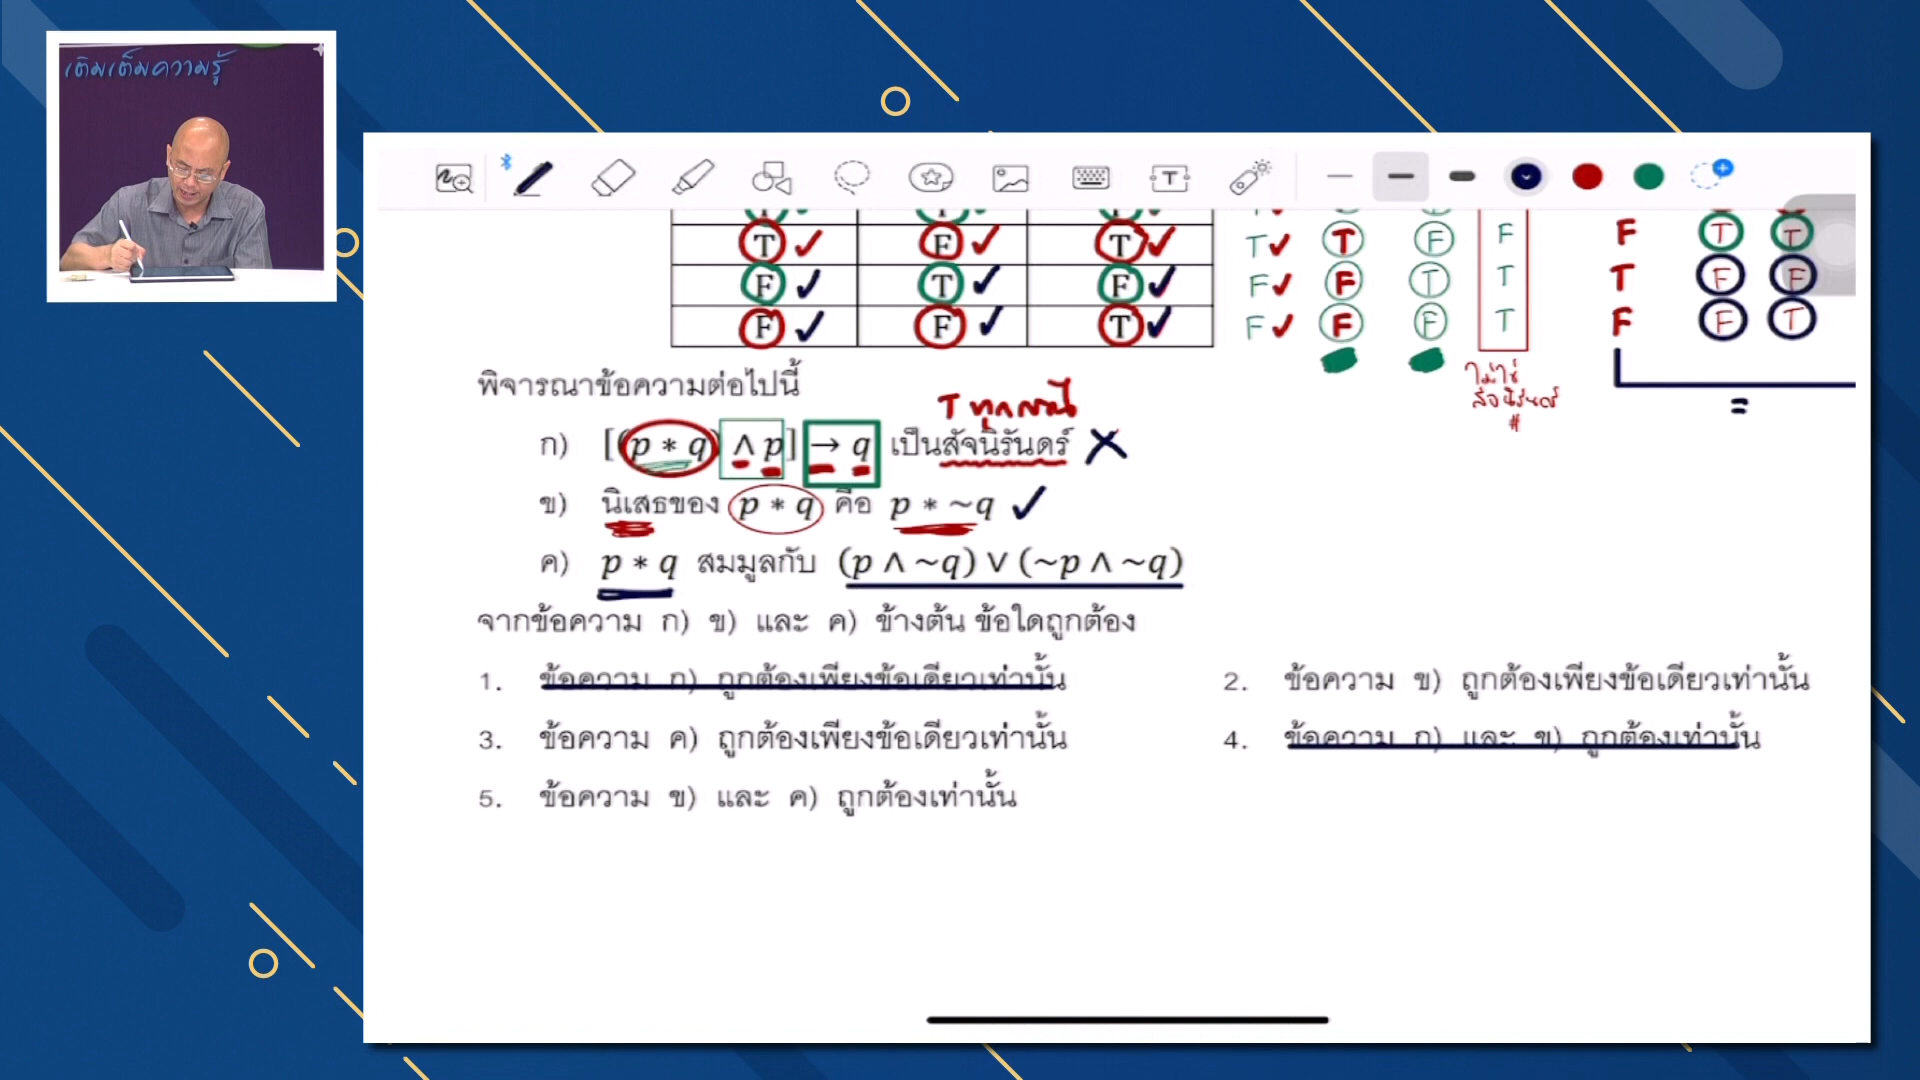 เติมเต็มความรู้
T ✓ F ✓ T ✓ T ✓ T F F F T T
F ✓ T ✓ F ✓ F ✓ F T T T F F
F ✓ F ✓ T ✓ F ✓ F F T F F T
ไม่ใช่
สัจนิรันดร์
#
=
พิจารณาข้อความต่อไปนี้
T ทุกกรณี
ก) [(p ∗ q) ∧ p] → q เป็นสัจนิรันดร์ ✗
ข) นิเสธของ p ∗ q คือ p ∗ ~q ✓
ค) p ∗ q สมมูลกับ (p ∧ ~q) ∨ (~p ∧ ~q)
จากข้อความ ก) ข) และ ค) ข้างต้น ข้อใดถูกต้อง
1. ข้อความ ก) ถูกต้องเพียงข้อเดียวเท่านั้น
2. ข้อความ ข) ถูกต้องเพียงข้อเดียวเท่านั้น
3. ข้อความ ค) ถูกต้องเพียงข้อเดียวเท่านั้น
4. ข้อความ ก) และ ข) ถูกต้องเท่านั้น
5. ข้อความ ข) และ ค) ถูกต้องเท่านั้น